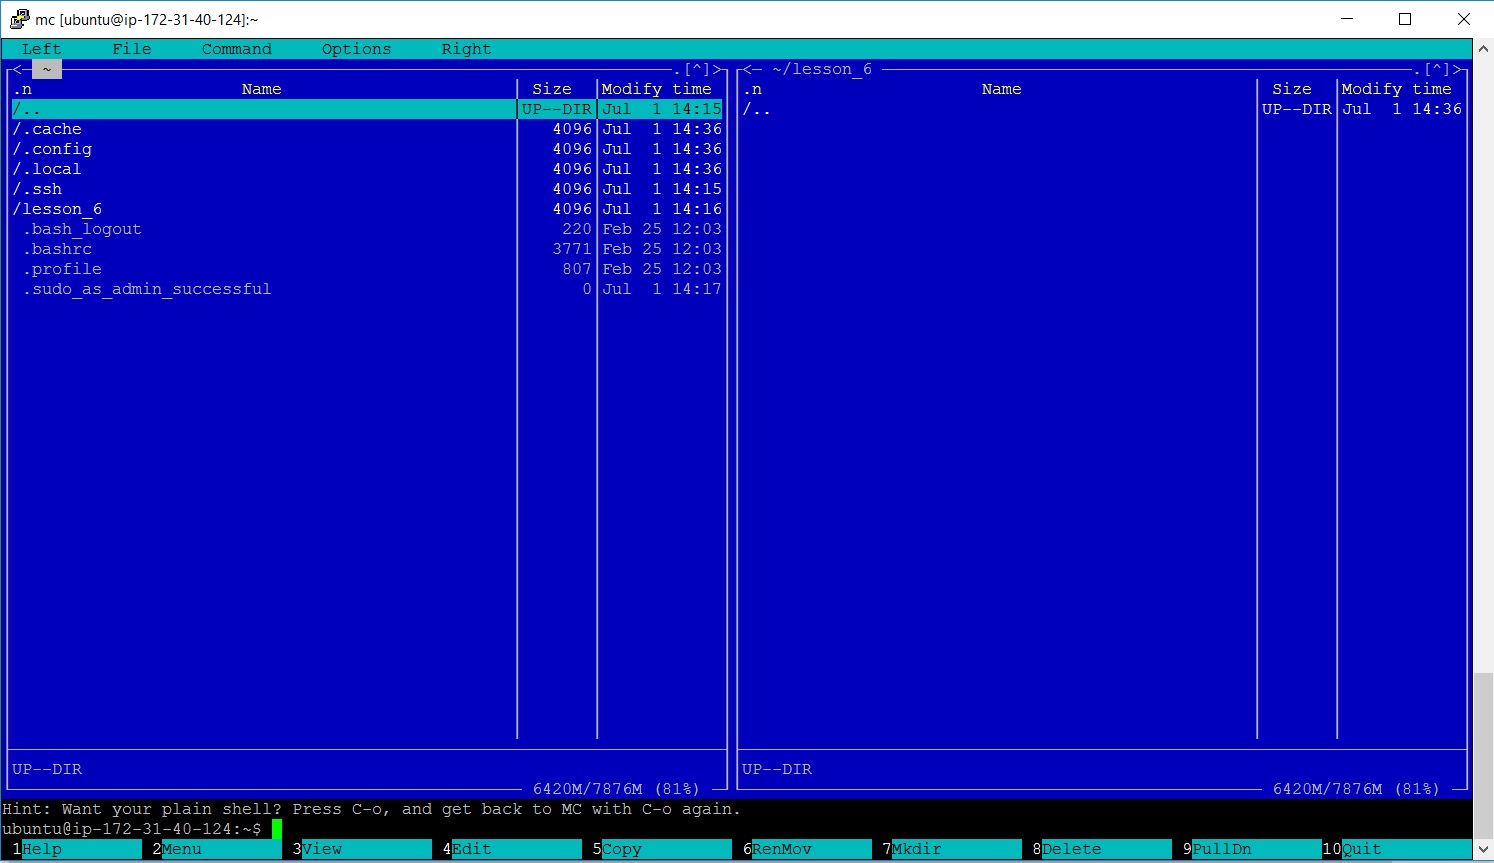 mc [ubuntu@ip-172-31-40-124]:~
Left File Command Options Right
<─ ~ .[^]> <─ ~/lesson_6 .[^]>
.n Name Size Modify time .n Name Size Modify time
/.. UP--DIR Jul 1 14:15 /.. UP--DIR Jul 1 14:36
/.cache 4096 Jul 1 14:36
/.config 4096 Jul 1 14:36
/.local 4096 Jul 1 14:36
/.ssh 4096 Jul 1 14:15
/lesson_6 4096 Jul 1 14:16
.bash_logout 220 Feb 25 12:03
.bashrc 3771 Feb 25 12:03
.profile 807 Feb 25 12:03
.sudo_as_admin_successful 0 Jul 1 14:17
UP--DIR UP--DIR
6420M/7876M (81%) 6420M/7876M (81%)
Hint: Want your plain shell? Press C-o, and get back to MC with C-o again.
ubuntu@ip-172-31-40-124:~$
1Help 2Menu 3View 4Edit 5Copy 6RenMov 7Mkdir 8Delete 9PullDn 10Quit